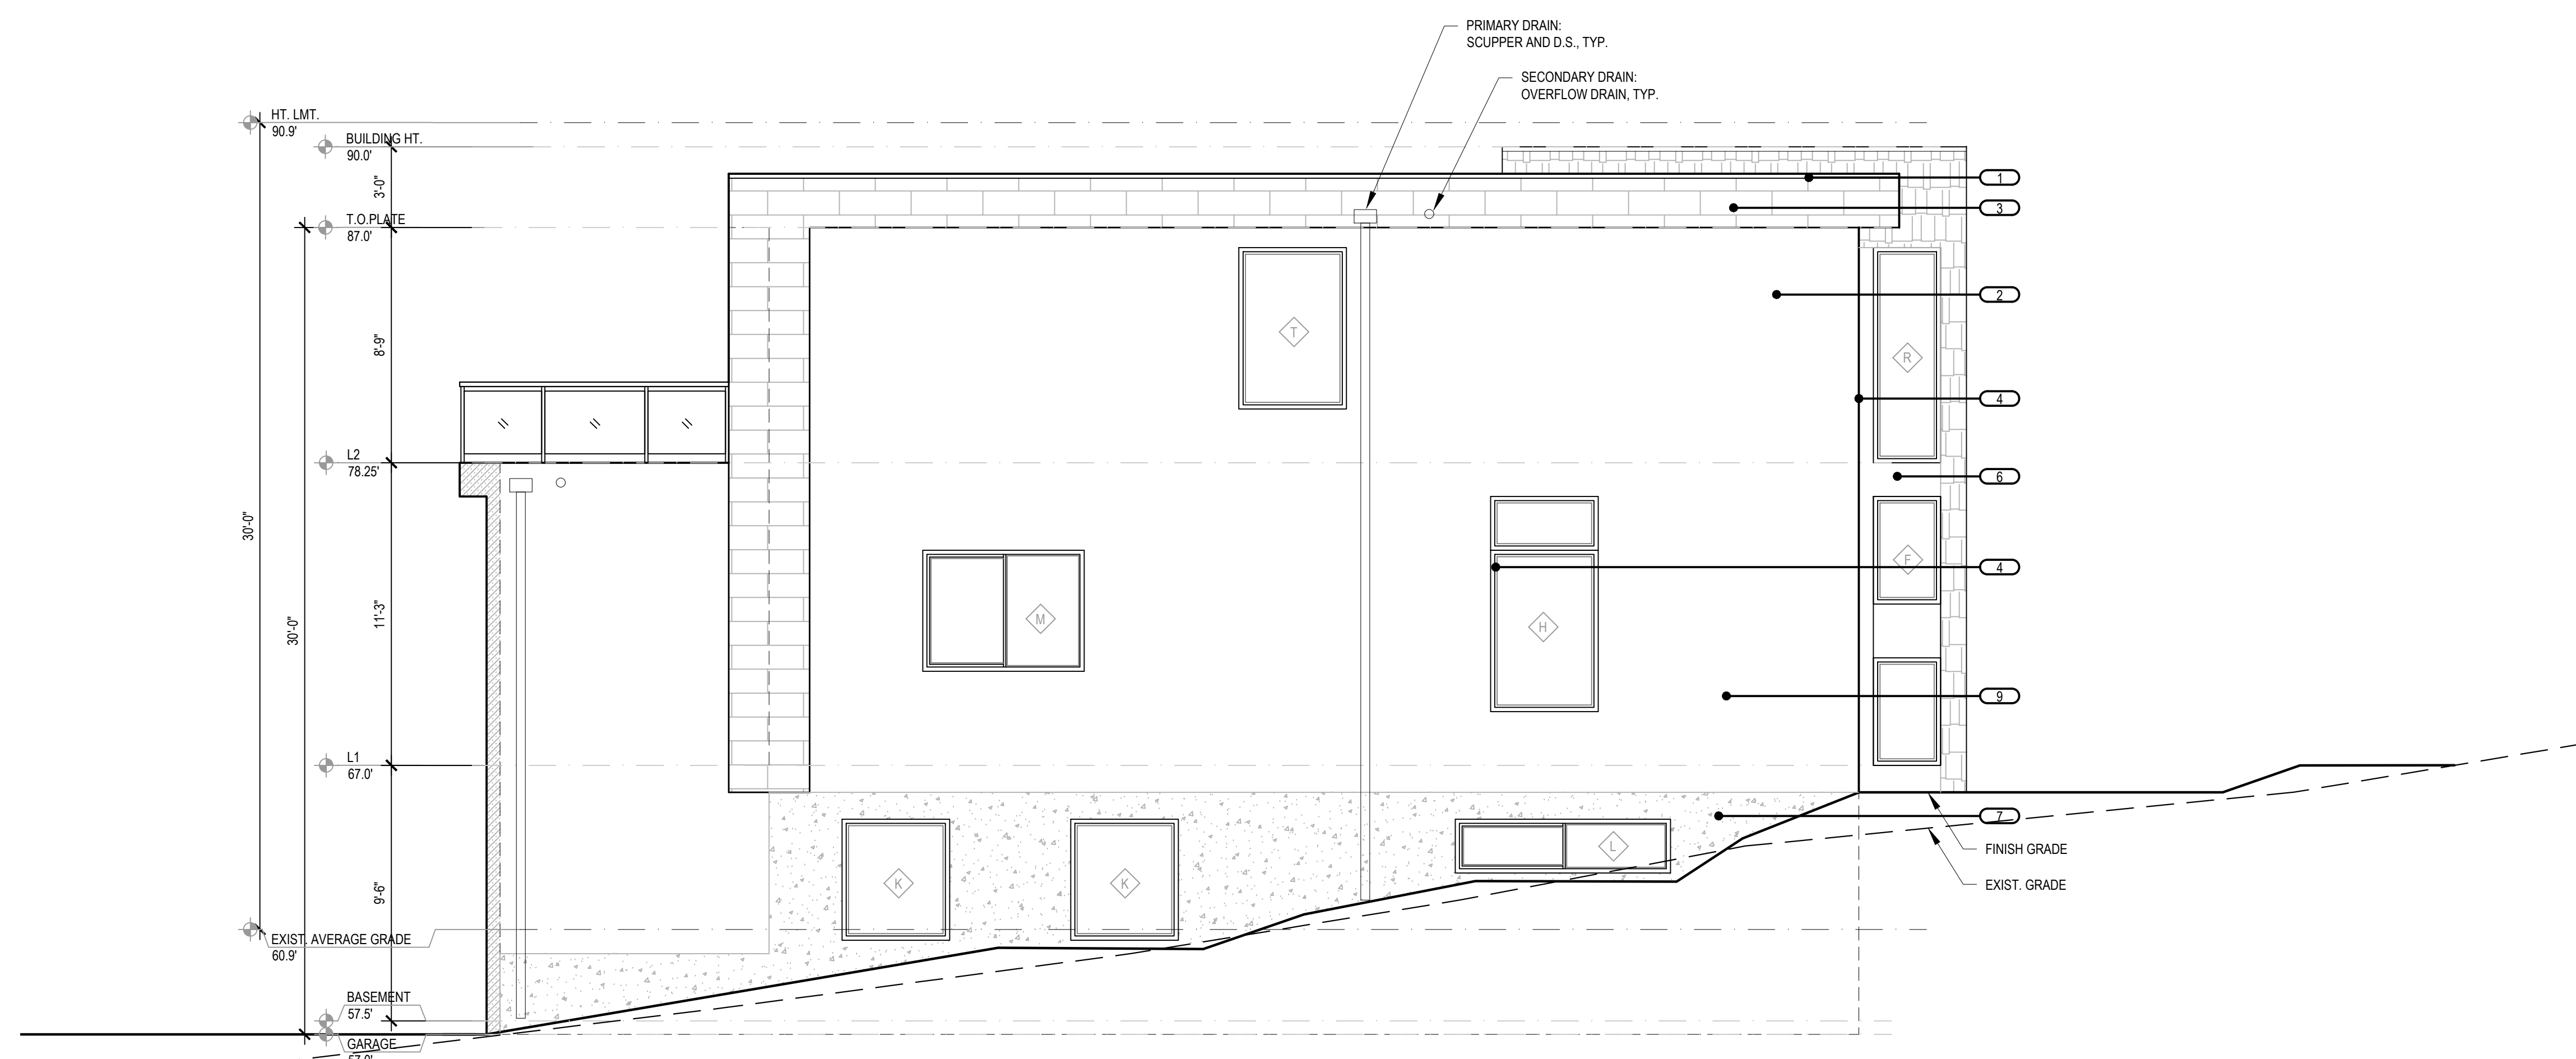 PRIMARY DRAIN:
SCUPPER AND D.S., TYP.
SECONDARY DRAIN:
OVERFLOW DRAIN, TYP.
HT. LMT.
90.9'
BUILDING HT.
90.0'
3'-0"
1
3
T.O.PLATE
87.0'
2
T
8'-9"
R
4
L2
78.25'
6
30'-0"
F
4
30'-0"
11'-3"
M
H
9
L1
67.0'
7
L
FINISH GRADE
K
K
EXIST. GRADE
9'-6"
EXIST. AVERAGE GRADE
60.9'
BASEMENT
57.5'
GARAGE
57.0'